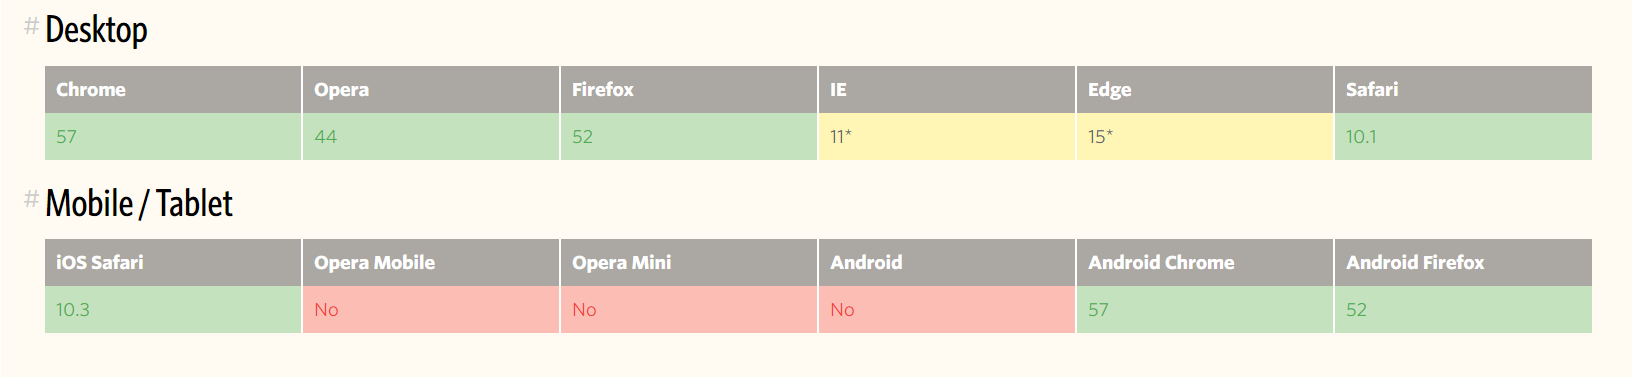 # Desktop
Chrome Opera Firefox IE Edge Safari
57 44 52 11* 15* 10.1
# Mobile / Tablet
iOS Safari Opera Mobile Opera Mini Android Android Chrome Android Firefox
10.3 No No No 57 52